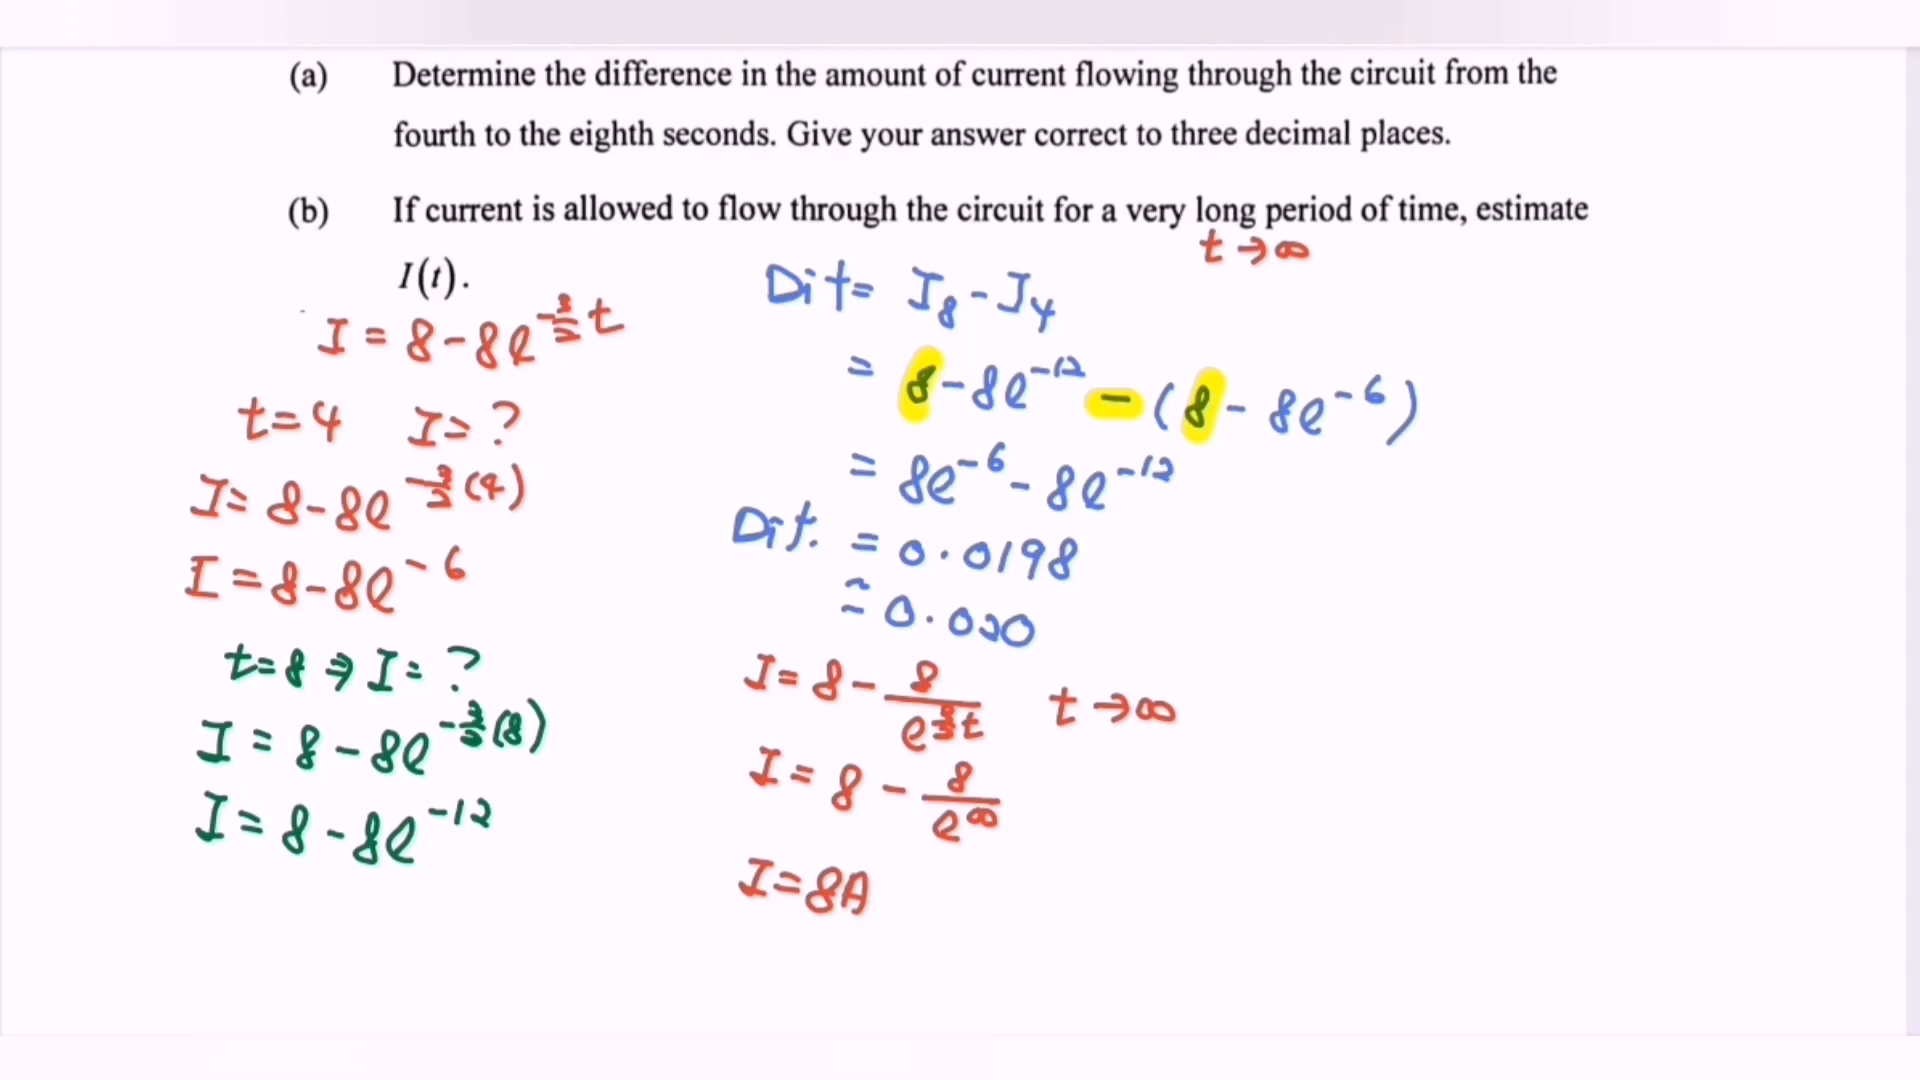 (a) Determine the difference in the amount of current flowing through the circuit from the
fourth to the eighth seconds. Give your answer correct to three decimal places.
(b) If current is allowed to flow through the circuit for a very long period of time, estimate
I(t).
t → ∞
I = 8 - 8e^{-3/2 t}
t = 4 I = ?
I = 8 - 8e^{-3/2 (4)}
I = 8 - 8e^{-6}
t = 8 ⇒ I = ?
I = 8 - 8e^{-3/2 (8)}
I = 8 - 8e^{-12}
Dif = I_8 - I_4
= 8 - 8e^{-12} - (8 - 8e^{-6})
= 8e^{-6} - 8e^{-12}
Dif. = 0.0198
≈ 0.020
I = 8 - 8/e^{3/2 t} t → ∞
I = 8 - 8/e^∞
I = 8A